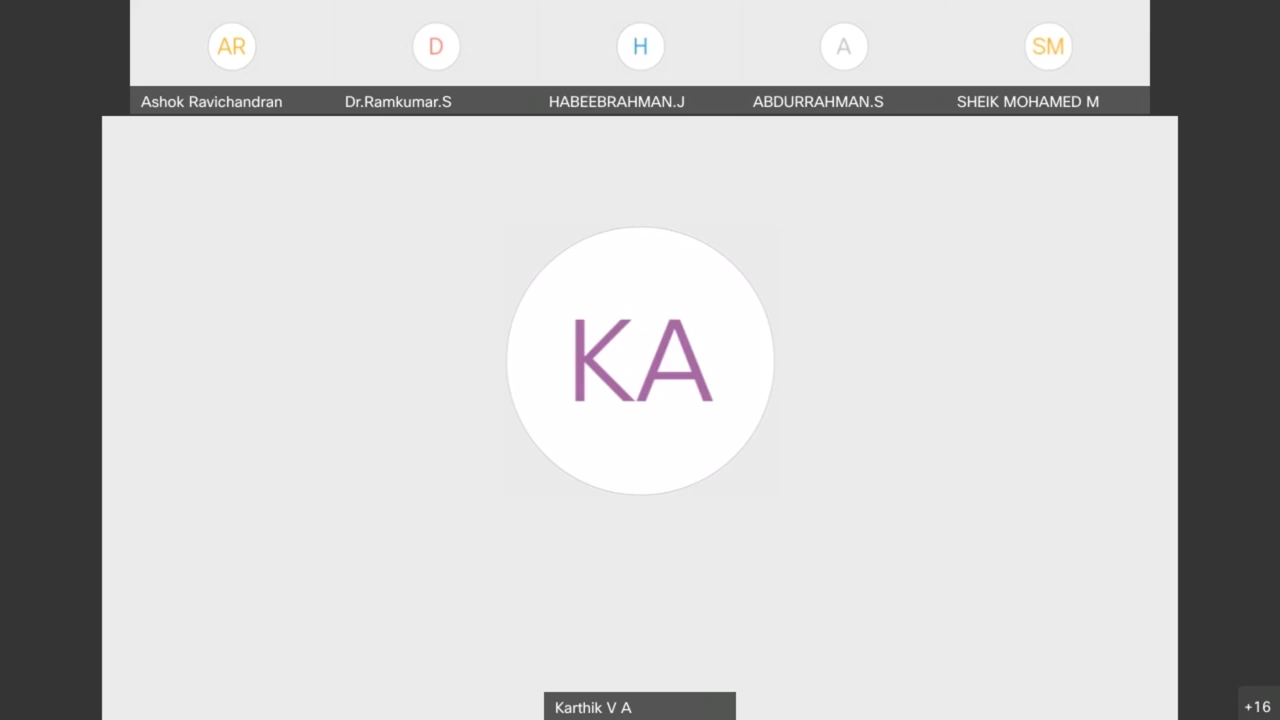 AR D H A SM
Ashok Ravichandran Dr.Ramkumar.S HABEEBRAHMAN.J ABDURRAHMAN.S SHEIK MOHAMED M
KA
Karthik V A
+16